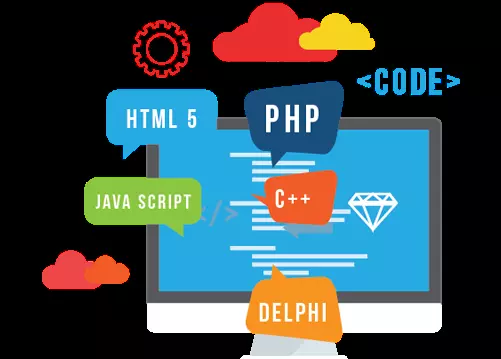 <CODE>
HTML 5
PHP
JAVA SCRIPT
</>
C++
DELPHI